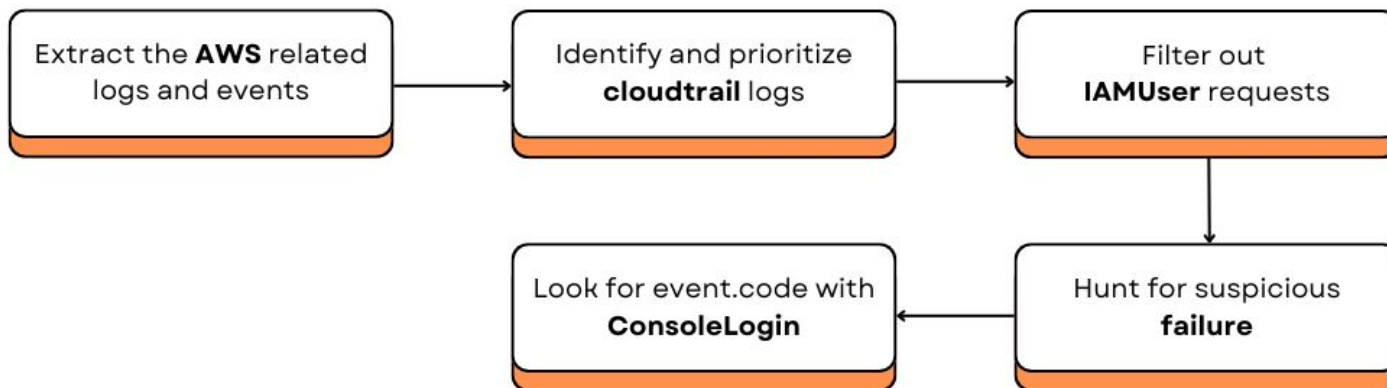 Extract the AWS related
logs and events
Identify and prioritize
cloudtrail logs
Filter out
IAMUser requests
Hunt for suspicious
failure
Look for event.code with
ConsoleLogin